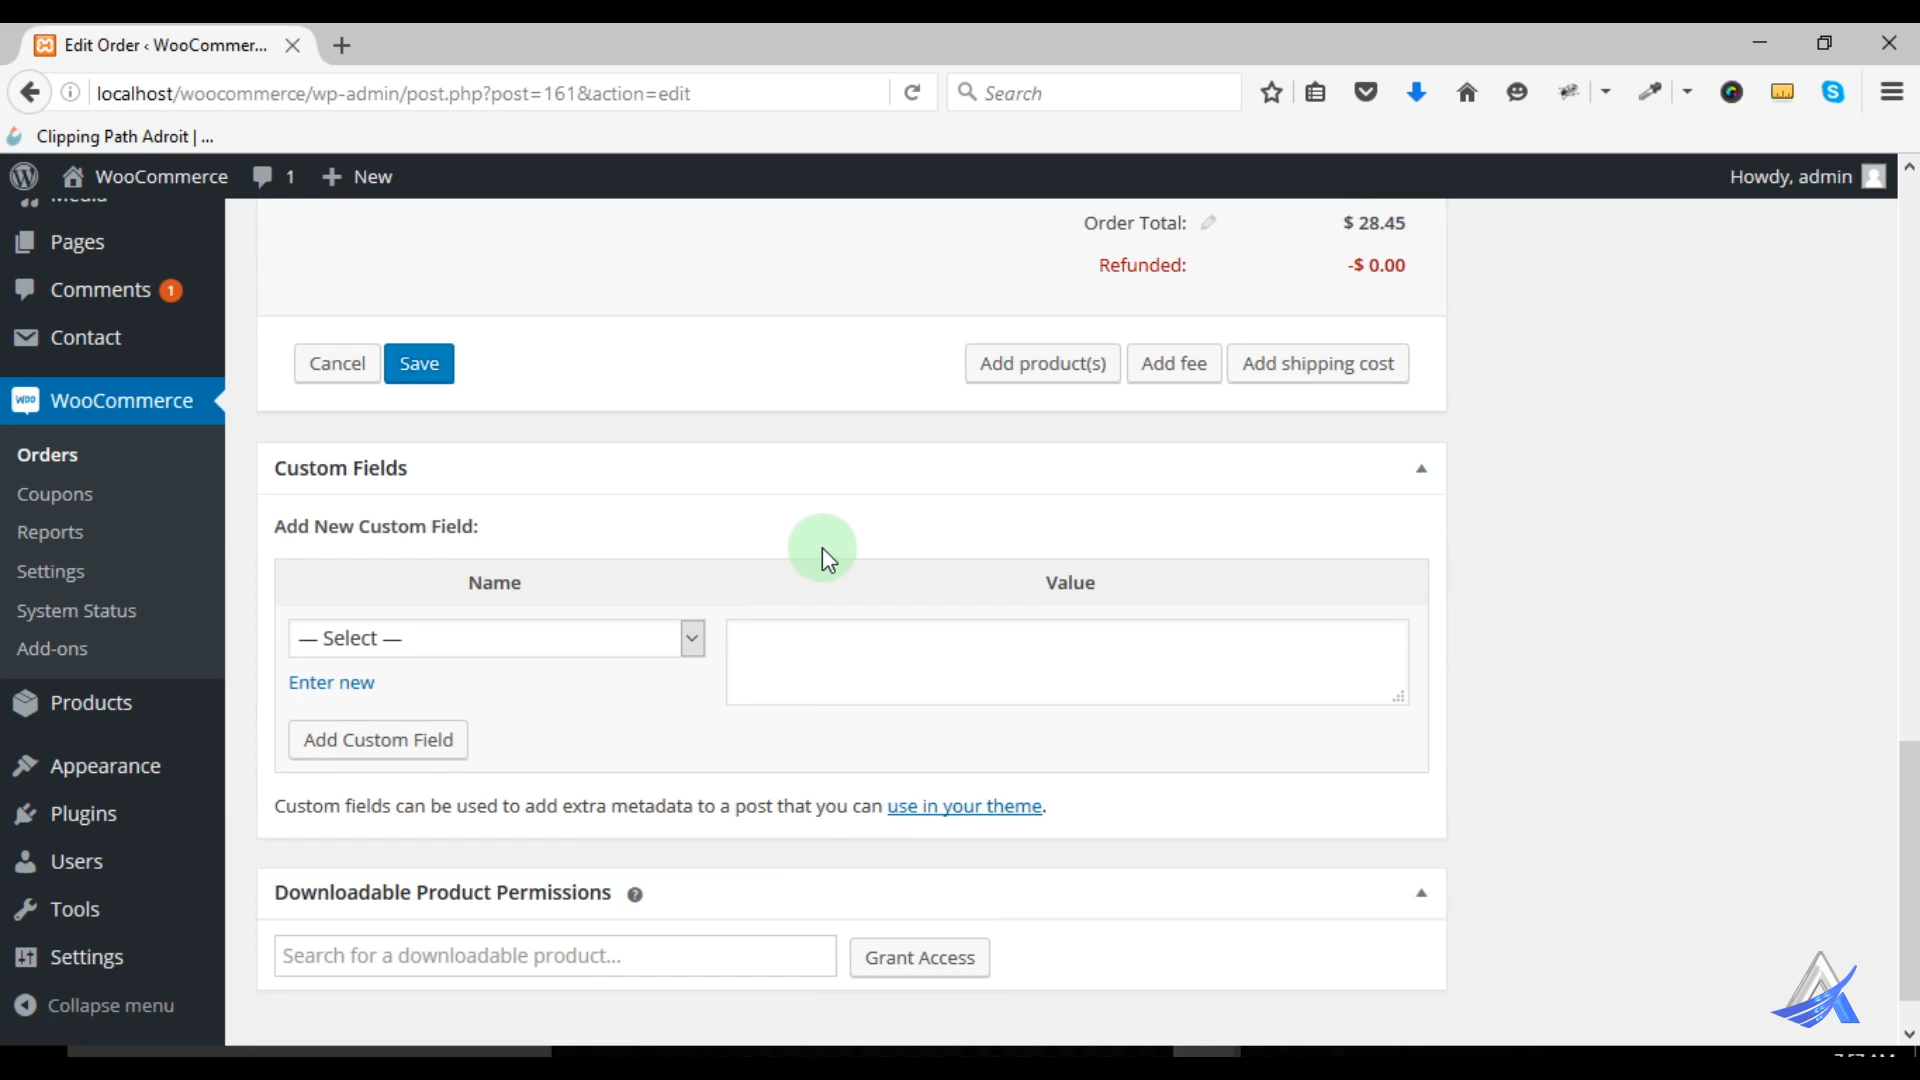 Edit Order ‹ WooCommer...
localhost/woocommerce/wp-admin/post.php?post=161&action=edit
Search
Clipping Path Adroit | ...
WooCommerce
1
New
Howdy, admin
Media
Pages
Comments 1
Contact
WooCommerce
Orders
Coupons
Reports
Settings
System Status
Add-ons
Products
Appearance
Plugins
Users
Tools
Settings
Collapse menu
Order Total: $ 28.45
Refunded: -$ 0.00
Cancel Save Add product(s) Add fee Add shipping cost
Custom Fields
Add New Custom Field:
Name Value
— Select —
Enter new
Add Custom Field
Custom fields can be used to add extra metadata to a post that you can use in your theme.
Downloadable Product Permissions
Search for a downloadable product... Grant Access